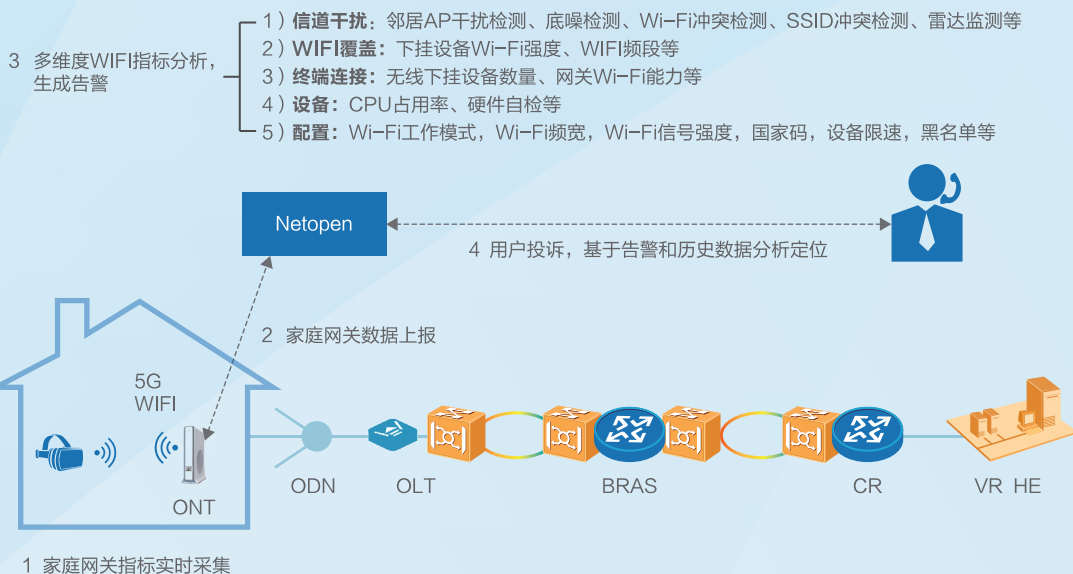 1）信道干扰：邻居AP干扰检测、底噪检测、Wi-Fi冲突检测、SSID冲突检测、雷达监测等
3 多维度WIFI指标分析，
生成告警
2）WIFI覆盖：下挂设备Wi-Fi强度、WIFI频段等
3）终端连接：无线下挂设备数量、网关Wi-Fi能力等
4）设备：CPU占用率、硬件自检等
5）配置：Wi-Fi工作模式，Wi-Fi频宽，Wi-Fi信号强度，国家码，设备限速，黑名单等
Netopen
4 用户投诉，基于告警和历史数据分析定位
2 家庭网关数据上报
5G
WIFI
ONT
ODN
OLT
BRAS
CR
VR HE
1 家庭网关指标实时采集